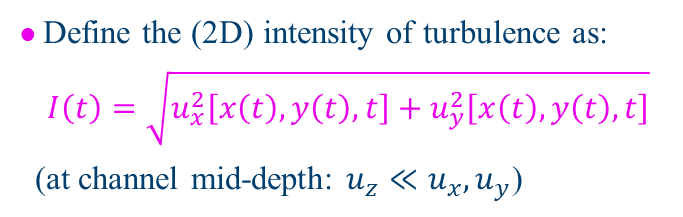 • Define the (2D) intensity of turbulence as:
I(t) = √(u_x^2[x(t), y(t), t] + u_y^2[x(t), y(t), t])
(at channel mid-depth: u_z ≪ u_x, u_y)